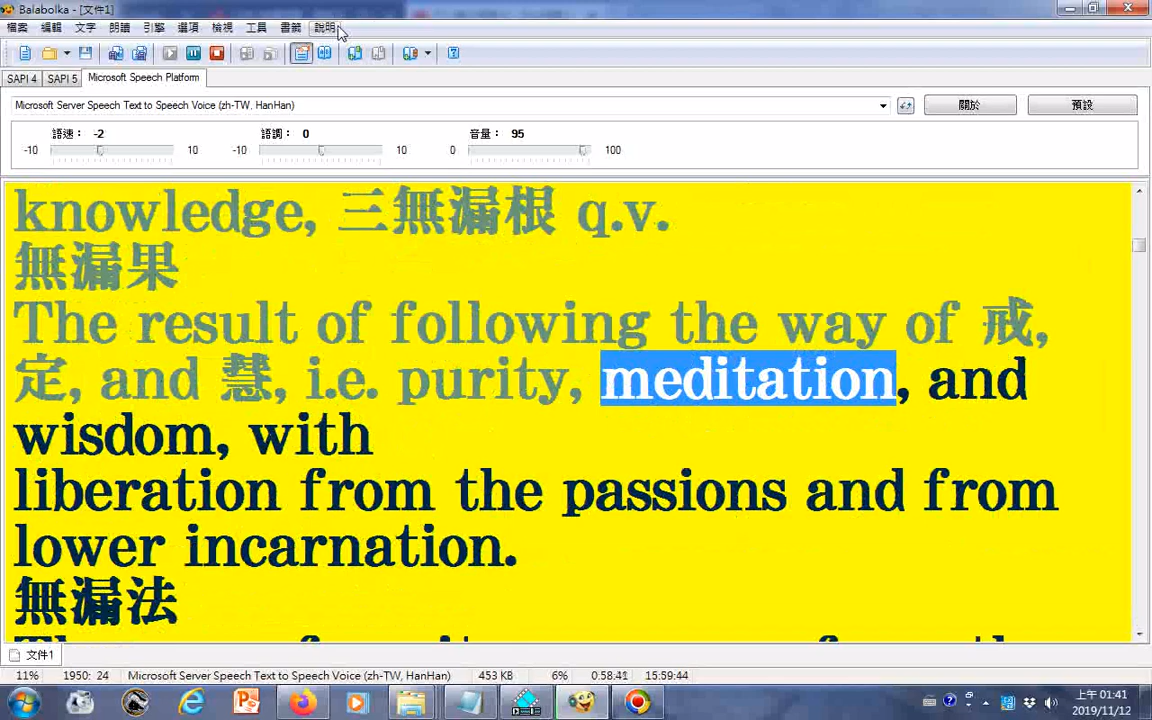 Balabolka - [文件1]
檔案 編輯 文字 朗讀 引擎 選項 檢視 工具 書籤 說明
SAPI 4 SAPI 5 Microsoft Speech Platform
Microsoft Server Speech Text to Speech Voice (zh-TW, HanHan) 關於 預設
語速： -2 語調： 0 音量： 95
-10 10 -10 10 0 100
knowledge, 三無漏根 q.v.
無漏果
The result of following the way of 戒,
定, and 慧, i.e. purity, meditation, and
wisdom, with
liberation from the passions and from
lower incarnation.
無漏法
文件1
11% 1950: 24 Microsoft Server Speech Text to Speech Voice (zh-TW, HanHan) 453 KB 6% 0:58:41 15:59:44
上午 01:41
2019/11/12